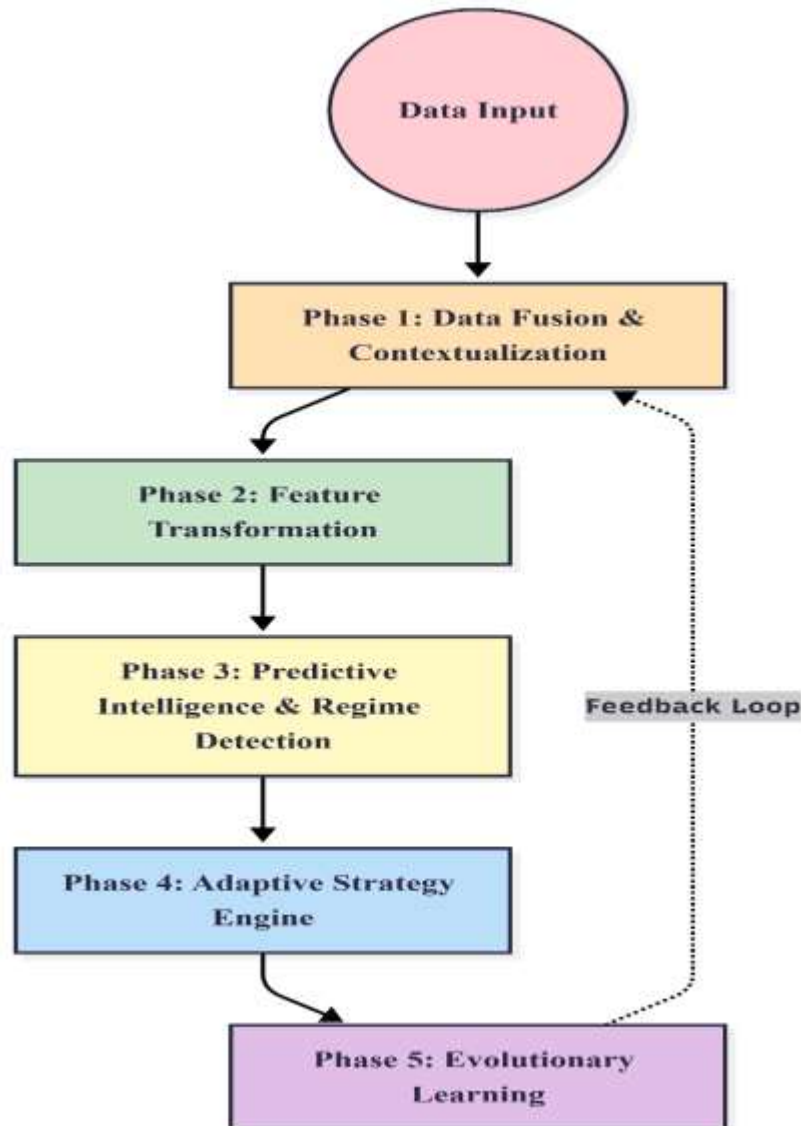 Data Input
Phase 1: Data Fusion &
Contextualization
Phase 2: Feature
Transformation
Phase 3: Predictive
Intelligence & Regime
Detection
Feedback Loop
Phase 4: Adaptive Strategy
Engine
Phase 5: Evolutionary
Learning